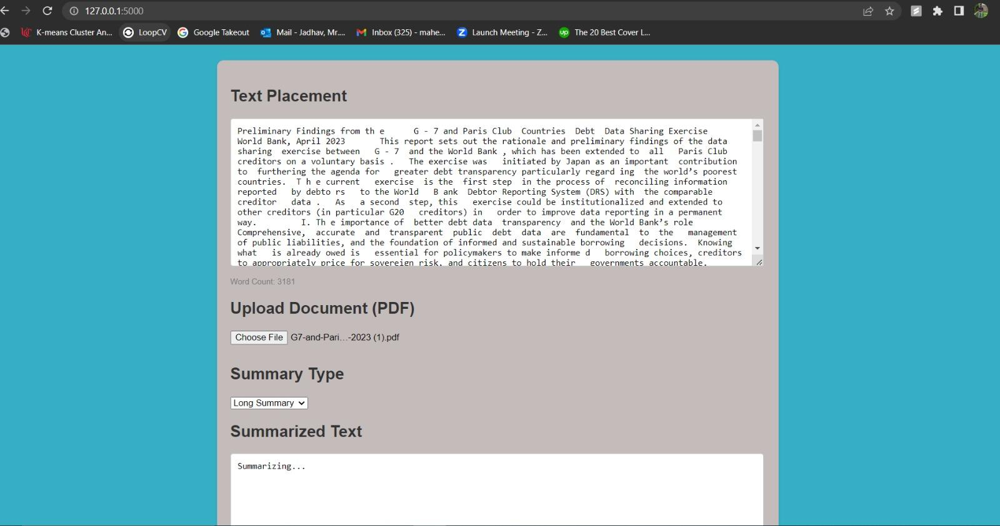 127.0.0.1:5000
K-means Cluster An... LoopCV Google Takeout Mail - Jadhav, Mr.... Inbox (325) - mahe... Launch Meeting - Z... up The 20 Best Cover L...
Text Placement
Preliminary Findings from th e      G - 7 and Paris Club  Countries  Debt  Data Sharing Exercise
World Bank, April 2023       This report sets out the rationale and preliminary findings of the data
sharing  exercise between   G - 7  and the World Bank , which has been extended to  all   Paris Club
creditors on a voluntary basis .   The exercise was   initiated by Japan as an important  contribution
to  furthering the agenda for   greater debt transparency particularly regard ing  the world’s poorest
countries.  T h e current   exercise  is the  first step  in the process of  reconciling information
reported   by debto rs   to the World   B ank  Debtor Reporting System (DRS) with  the comparable
creditor   data .   As   a second  step, this   exercise could be institutionalized and extended to
other creditors (in particular G20   creditors) in   order to improve data reporting in a permanent
way.         I. Th e importance of  better debt data  transparency  and the World Bank’s role
Comprehensive,  accurate  and  transparent  public  debt  data  are  fundamental  to  the   management
of public liabilities, and the foundation of informed and sustainable borrowing   decisions.  Knowing
what   is already owed is   essential for policymakers to make informe d   borrowing choices, creditors
to appropriately price for sovereign risk, and citizens to hold their   governments accountable.
Word Count: 3181
Upload Document (PDF)
Choose File G7-and-Pari...-2023 (1).pdf
Summary Type
Long Summary
Summarized Text
Summarizing...